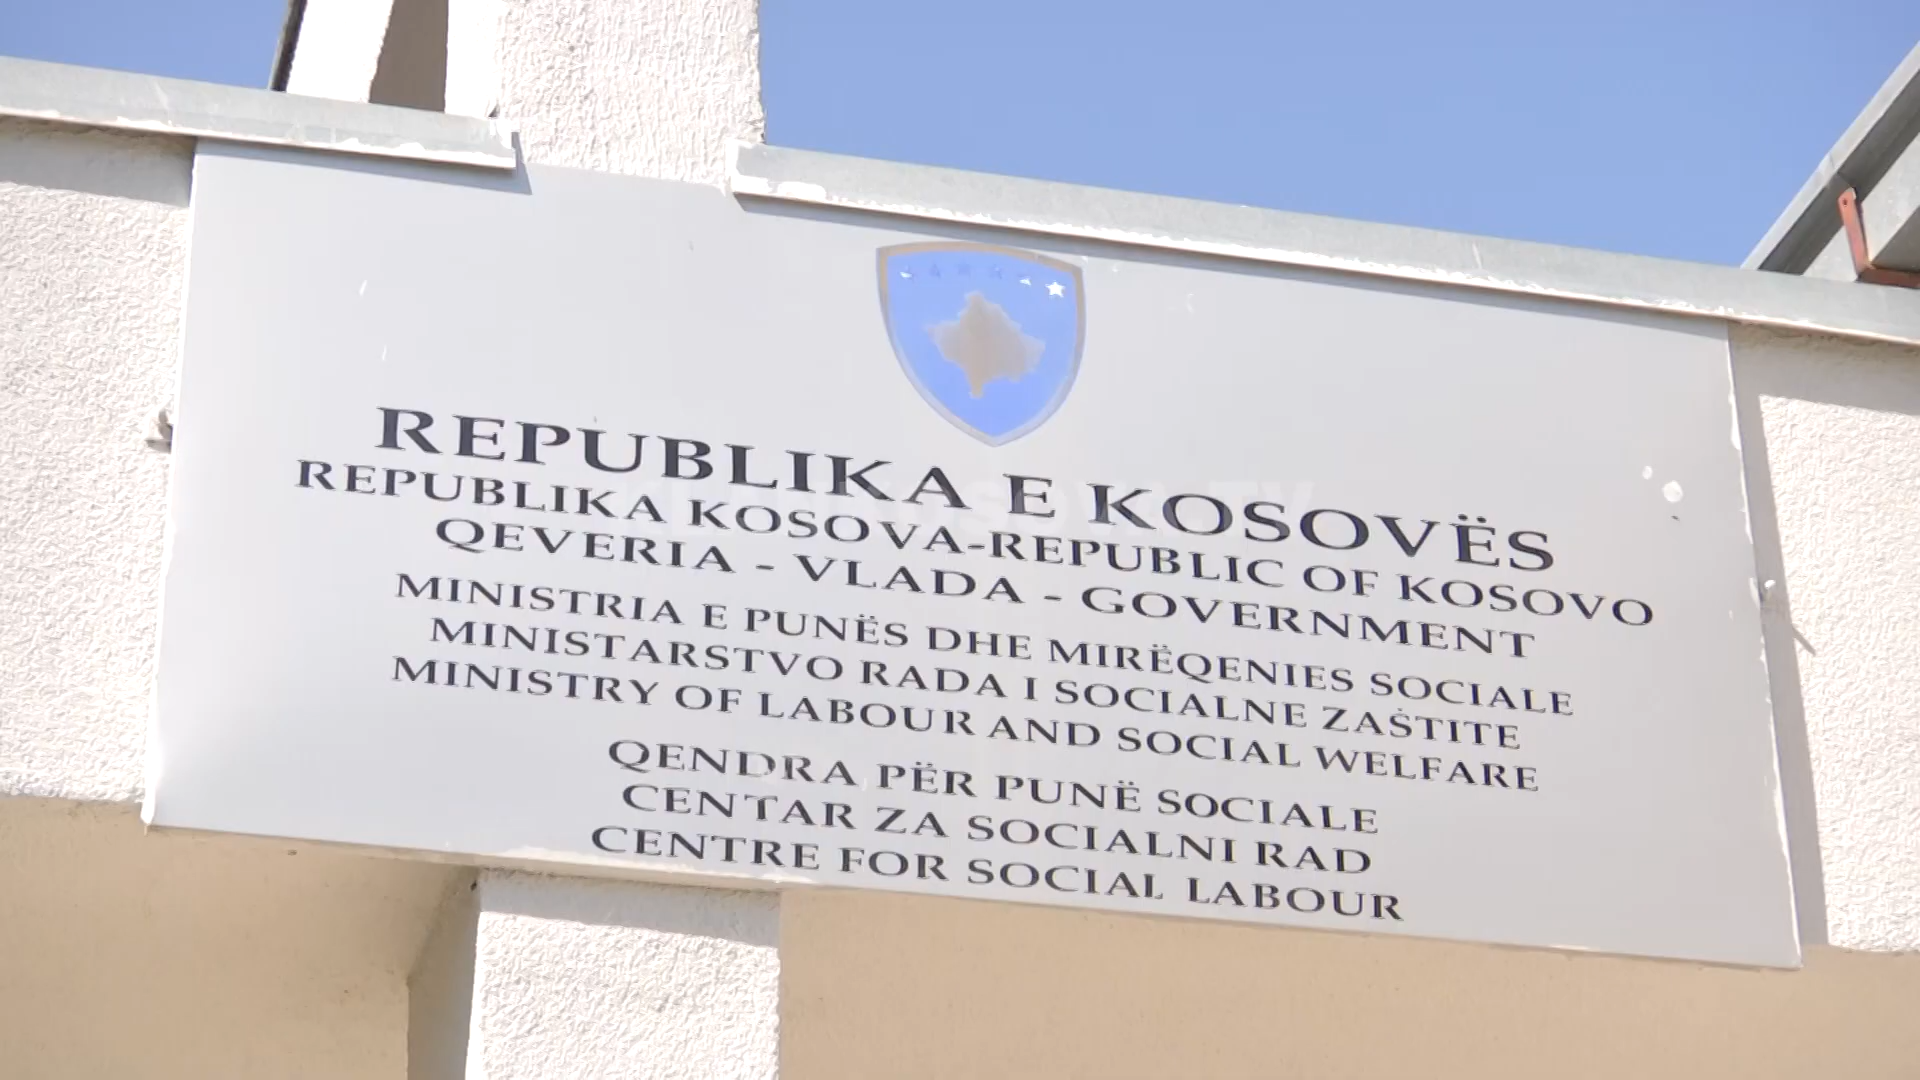 REPUBLIKA E KOSOVËS
REPUBLIKA KOSOVA-REPUBLIC OF KOSOVO
QEVERIA - VLADA - GOVERNMENT
MINISTRIA E PUNËS DHE MIRËQENIES SOCIALE
MINISTARSTVO RADA I SOCIALNE ZAŠTITE
MINISTRY OF LABOUR AND SOCIAL WELFARE
QENDRA PËR PUNË SOCIALE
CENTAR ZA SOCIALNI RAD
CENTRE FOR SOCIAL LABOUR